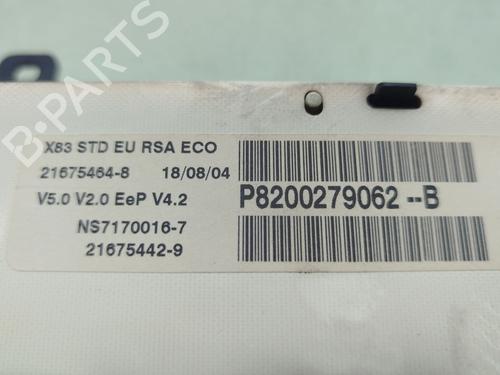 B-PARTS
X83 STD EU RSA ECO
21675464-8 18/08/04
V5.0 V2.0 EeP V4.2
P8200279062--B
NS7170016-7
21675442-9